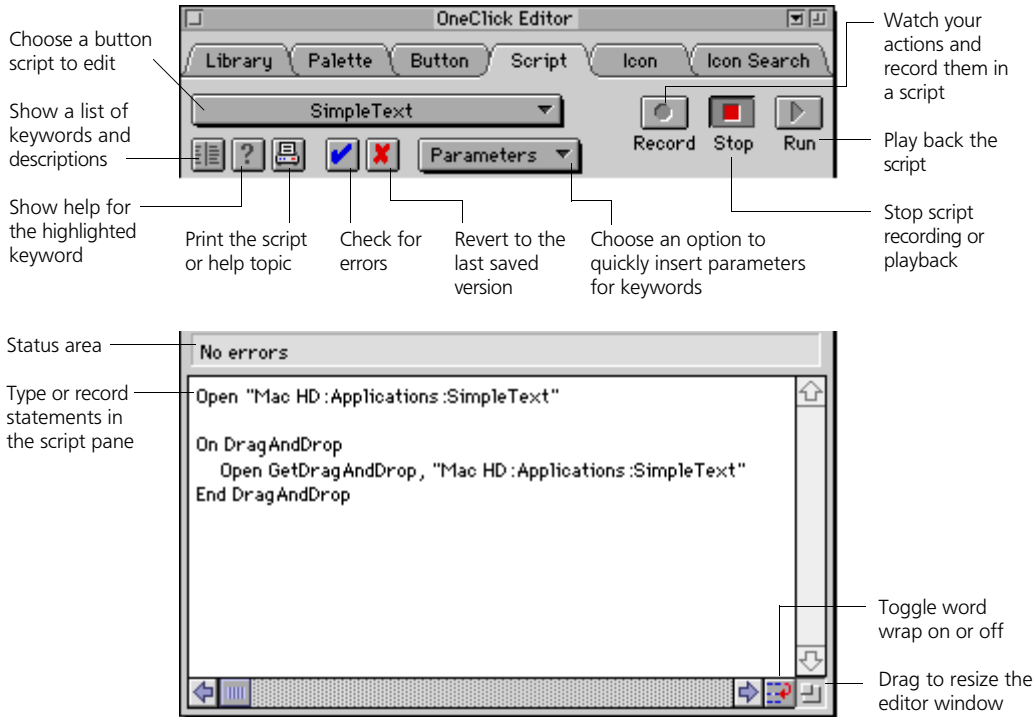 OneClick Editor
Choose a button
script to edit
Show a list of
keywords and
descriptions
Show help for
the highlighted
keyword
Library Palette Button Script Icon Icon Search
SimpleText
Record Stop Run
? Parameters
Watch your
actions and
record them in
a script
Play back the
script
Stop script
recording or
playback
Print the script
or help topic
Check for
errors
Revert to the
last saved
version
Choose an option to
quickly insert parameters
for keywords
Status area
No errors
Type or record
statements in
the script pane
Open "Mac HD:Applications:SimpleText"
On DragAndDrop
Open GetDragAndDrop, "Mac HD:Applications:SimpleText"
End DragAndDrop
Toggle word
wrap on or off
Drag to resize the
editor window